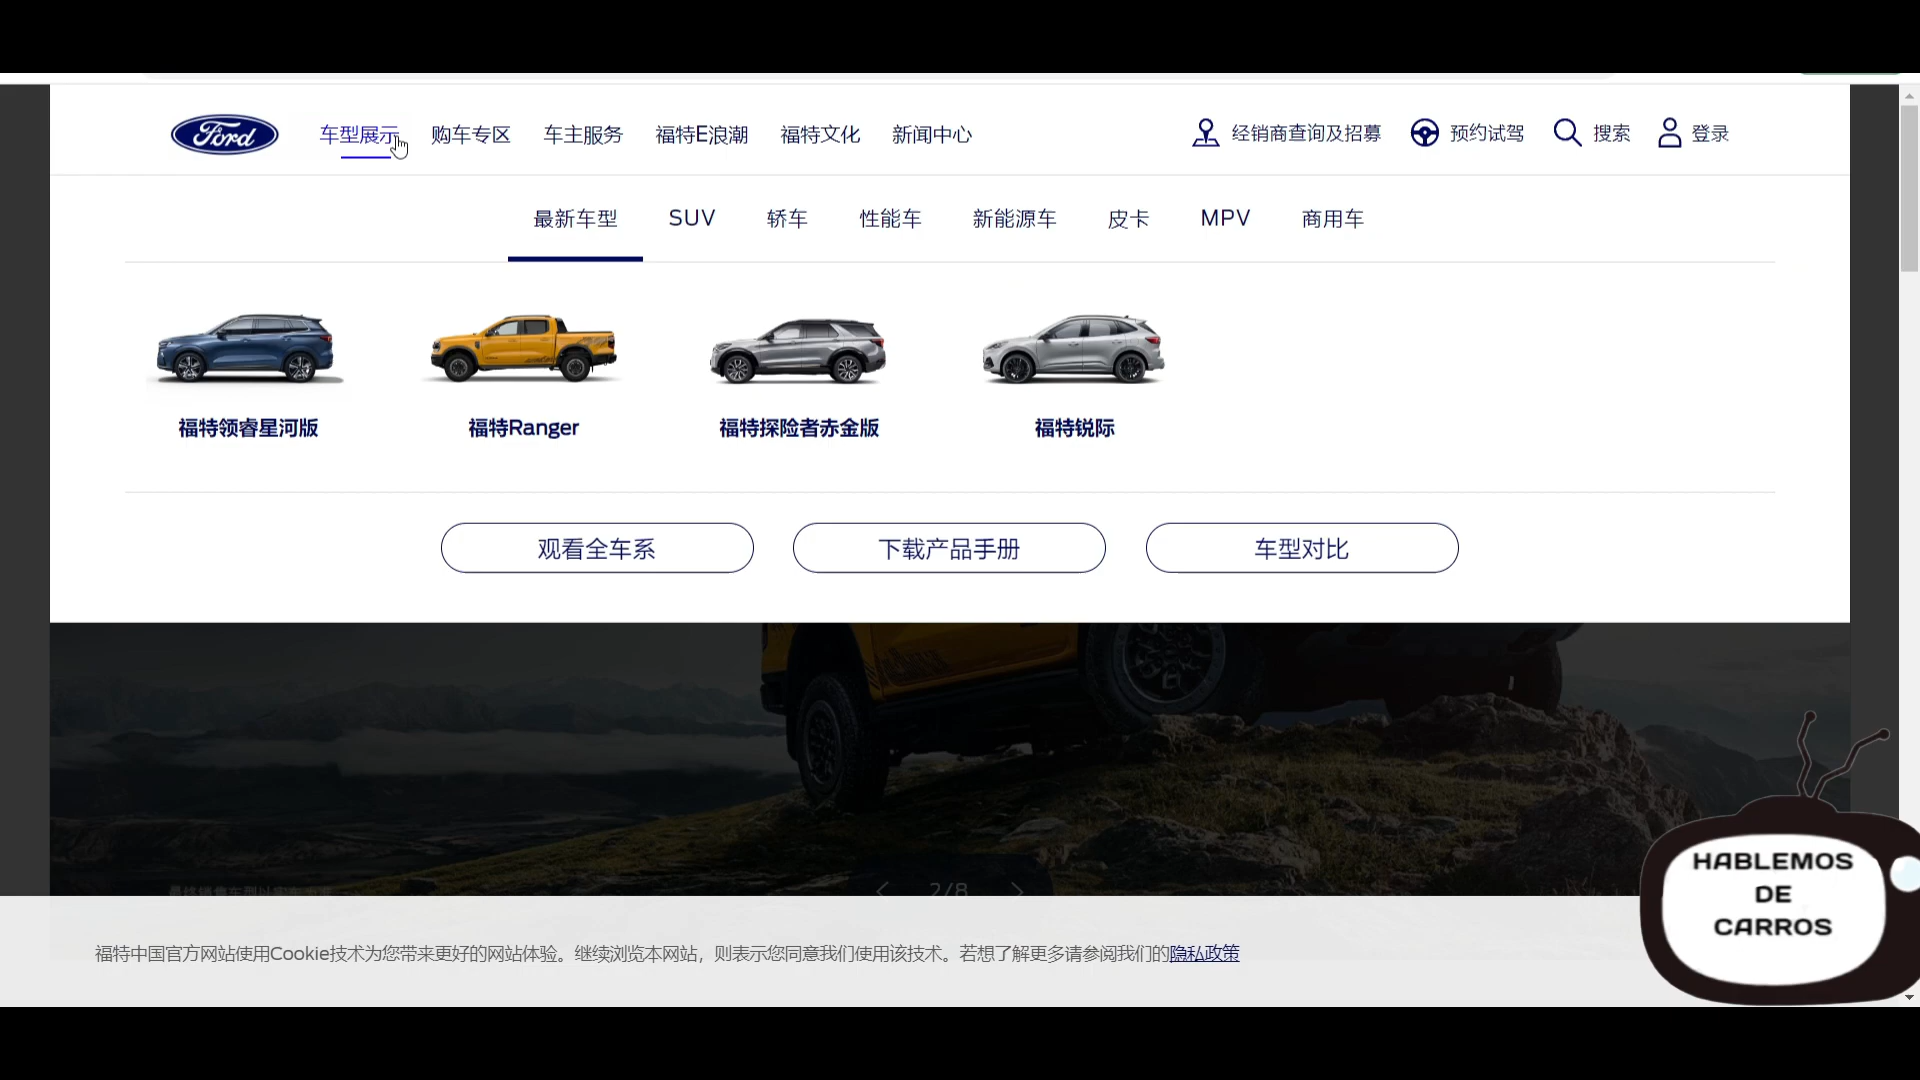 Ford
车型展示 购车专区 车主服务 福特E浪潮 福特文化 新闻中心 经销商查询及招募 预约试驾 搜索 登录
最新车型 SUV 轿车 性能车 新能源车 皮卡 MPV 商用车
福特领睿星河版 福特Ranger 福特探险者赤金版 福特锐际
观看全车系 下载产品手册 车型对比
2/8
福特中国官方网站使用Cookie技术为您带来更好的网站体验。继续浏览本网站，则表示您同意我们使用该技术。若想了解更多请参阅我们的隐私政策
HABLEMOS
DE
CARROS